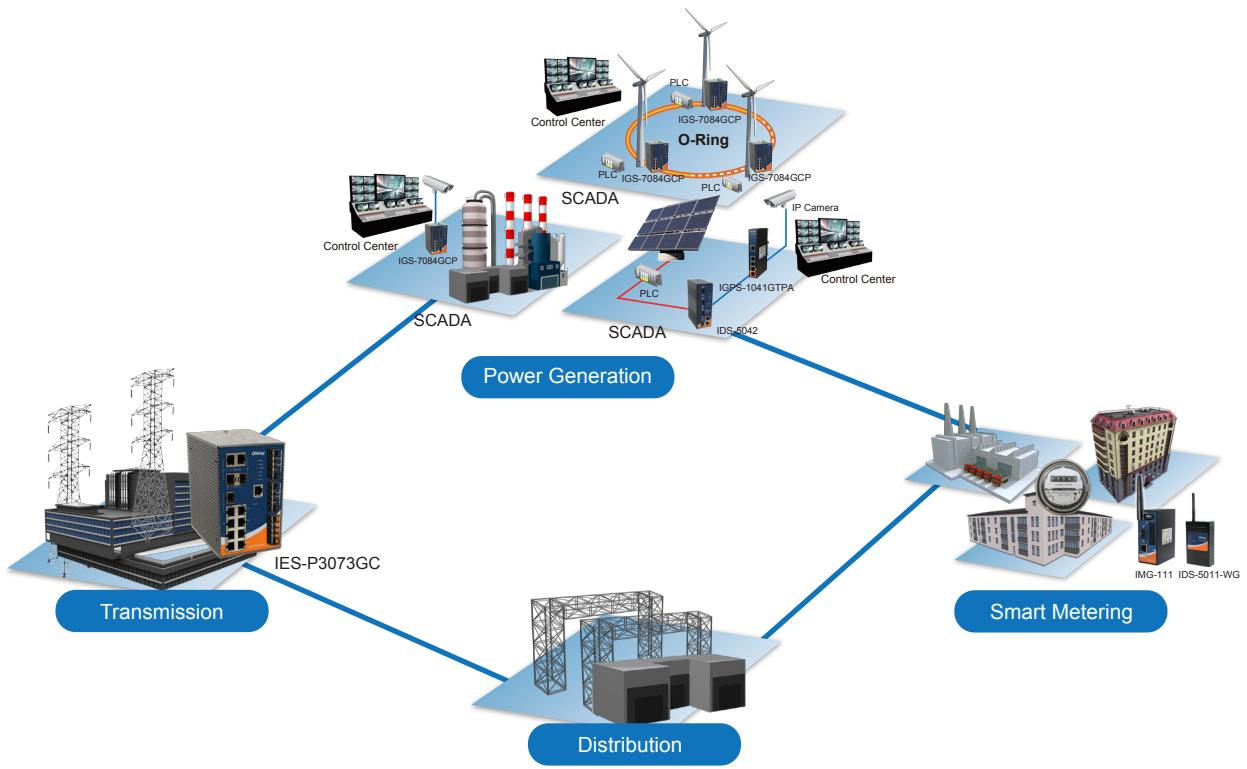 PLC
IGS-7084GCP
Control Center
O-Ring
PLC
IGS-7084GCP
IGS-7084GCP
PLC
SCADA
IP Camera
Control Center
IGS-7084GCP
Control Center
PLC
IGPS-1041GTPA
SCADA
SCADA
IDS-5042
Power Generation
ORing
IES-P3073GC
IMG-111
IDS-5011-WG
Transmission
Smart Metering
Distribution